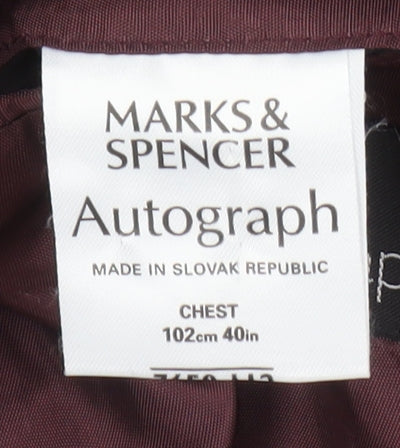 MARKS &
SPENCER
Autograph
MADE IN SLOVAK REPUBLIC
CHEST
102cm 40in